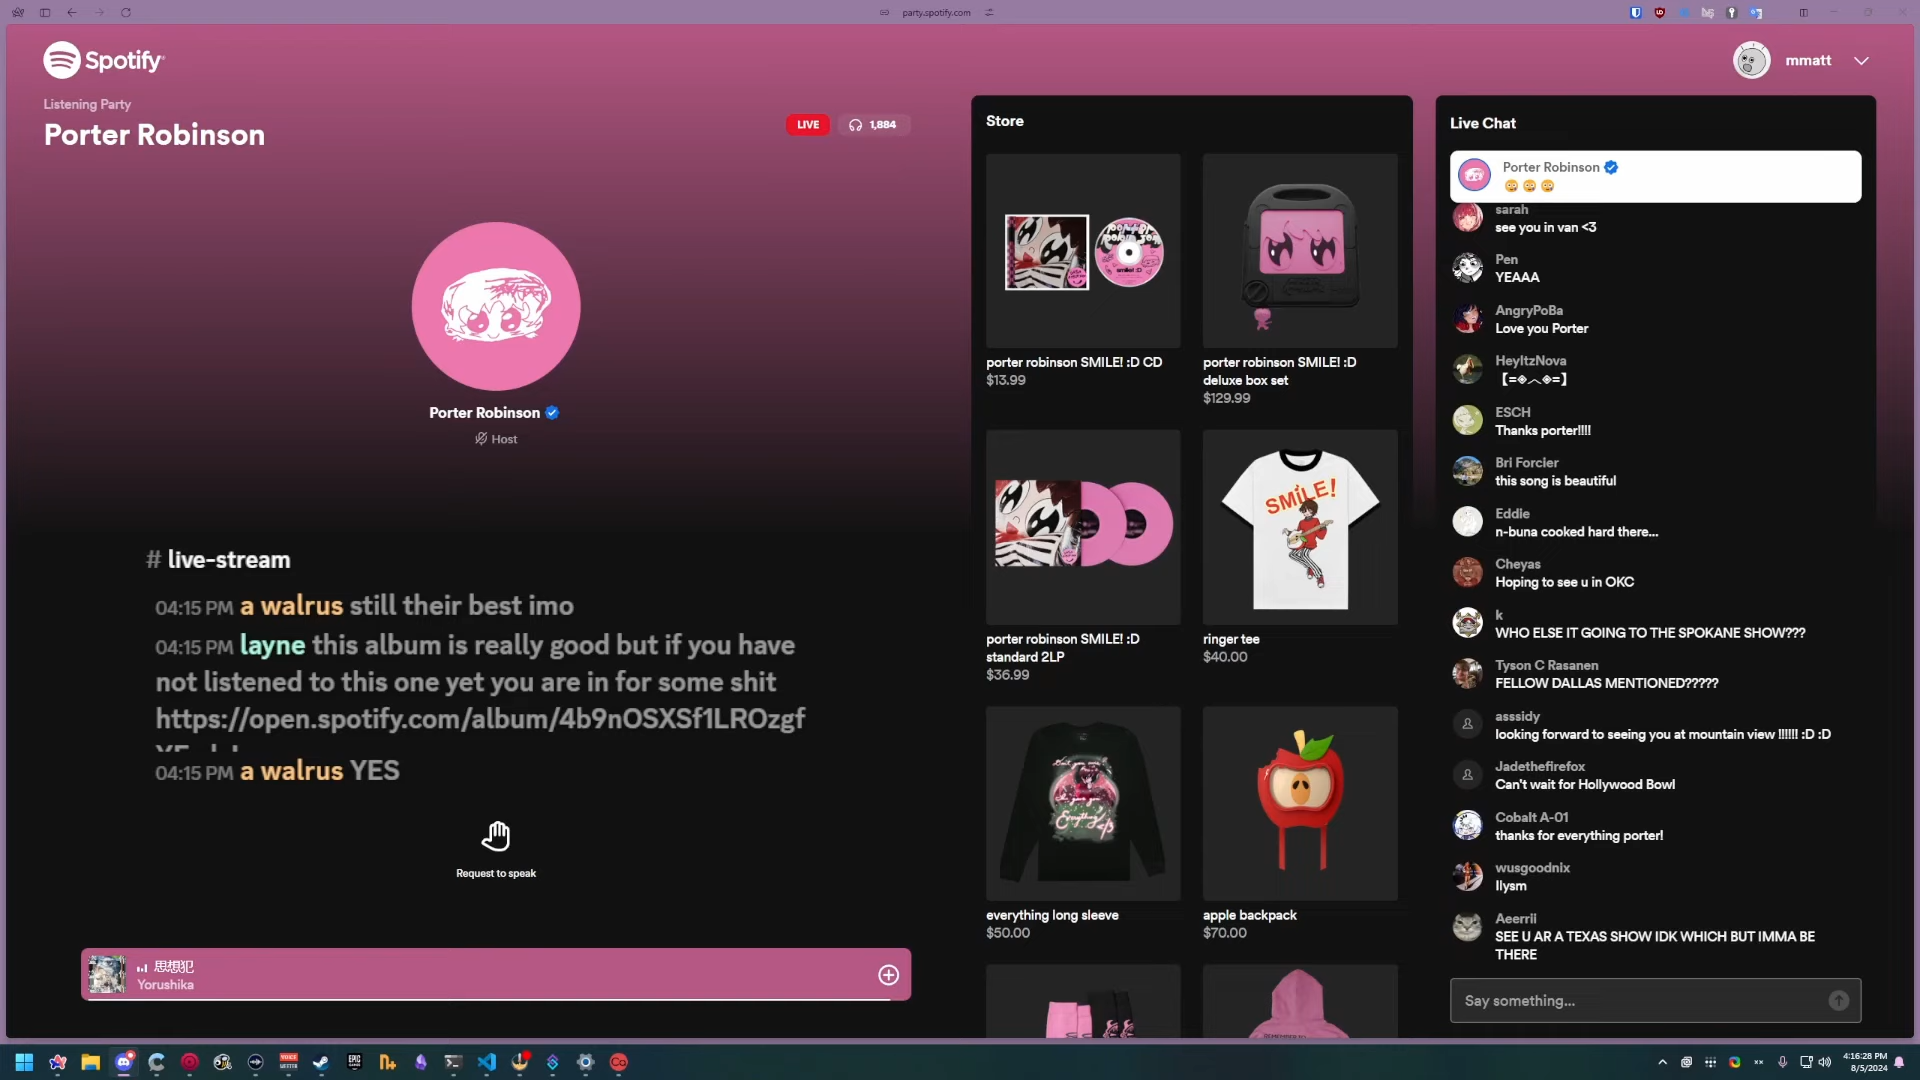 party.spotify.com
Spotify
mmatt
Listening Party
Porter Robinson
LIVE
1,884
Porter Robinson
Host
# live-stream
04:15 PM a walrus still their best imo
04:15 PM layne this album is really good but if you have
not listened to this one yet you are in for some shit
https://open.spotify.com/album/4b9nOSXSf1LROzgf
04:15 PM a walrus YES
Request to speak
思想犯
Yorushika
Store
porter robinson SMILE! :D CD
$13.99
porter robinson SMILE! :D
deluxe box set
$129.99
SMiLE!
porter robinson SMILE! :D
standard 2LP
$36.99
ringer tee
$40.00
everything long sleeve
$50.00
apple backpack
$70.00
Live Chat
Porter Robinson
😳 😳 😳
sarah
see you in van <3
Pen
YEAAA
AngryPoBa
Love you Porter
HeyItzNova
【=◈︿◈=】
ESCH
Thanks porter!!!!
Bri Forcier
this song is beautiful
Eddie
n-buna cooked hard there...
Cheyas
Hoping to see u in OKC
k
WHO ELSE IT GOING TO THE SPOKANE SHOW???
Tyson C Rasanen
FELLOW DALLAS MENTIONED?????
asssidy
looking forward to seeing you at mountain view !!!!!! :D :D
Jadethefirefox
Can't wait for Hollywood Bowl
Cobalt A-01
thanks for everything porter!
wusgoodnix
Ilysm
Aeerrii
SEE U AR A TEXAS SHOW IDK WHICH BUT IMMA BE
THERE
Say something...
4:16:28 PM
8/5/2024